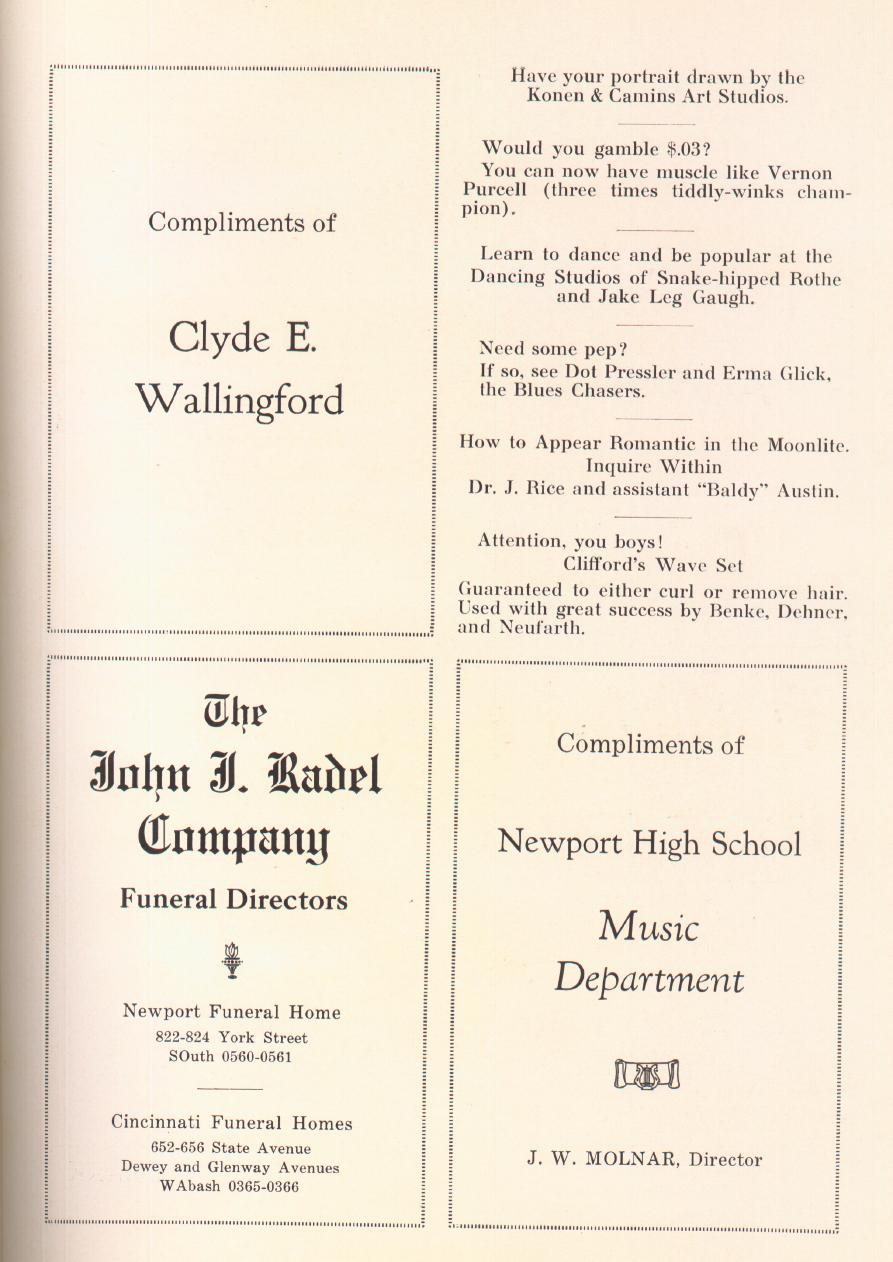 Compliments of
Clyde E.
Wallingford
Have your portrait drawn by the
Konen & Camins Art Studios.
Would you gamble $.03?
You can now have muscle like Vernon
Purcell (three times tiddly-winks cham-
pion).
Learn to dance and be popular at the
Dancing Studios of Snake-hipped Rothe
and Jake Leg Gaugh.
Need some pep?
If so, see Dot Pressler and Erma Glick,
the Blues Chasers.
How to Appear Romantic in the Moonlite.
Inquire Within
Dr. J. Rice and assistant “Baldy” Austin.
Attention, you boys!
Clifford's Wave Set
Guaranteed to either curl or remove hair.
Used with great success by Benke, Dehner,
and Neufarth.
The
John J. Radel
Company
Funeral Directors
Newport Funeral Home
822-824 York Street
SOuth 0560-0561
Cincinnati Funeral Homes
652-656 State Avenue
Dewey and Glenway Avenues
WAbash 0365-0366
Compliments of
Newport High School
Music
Department
J. W. MOLNAR, Director